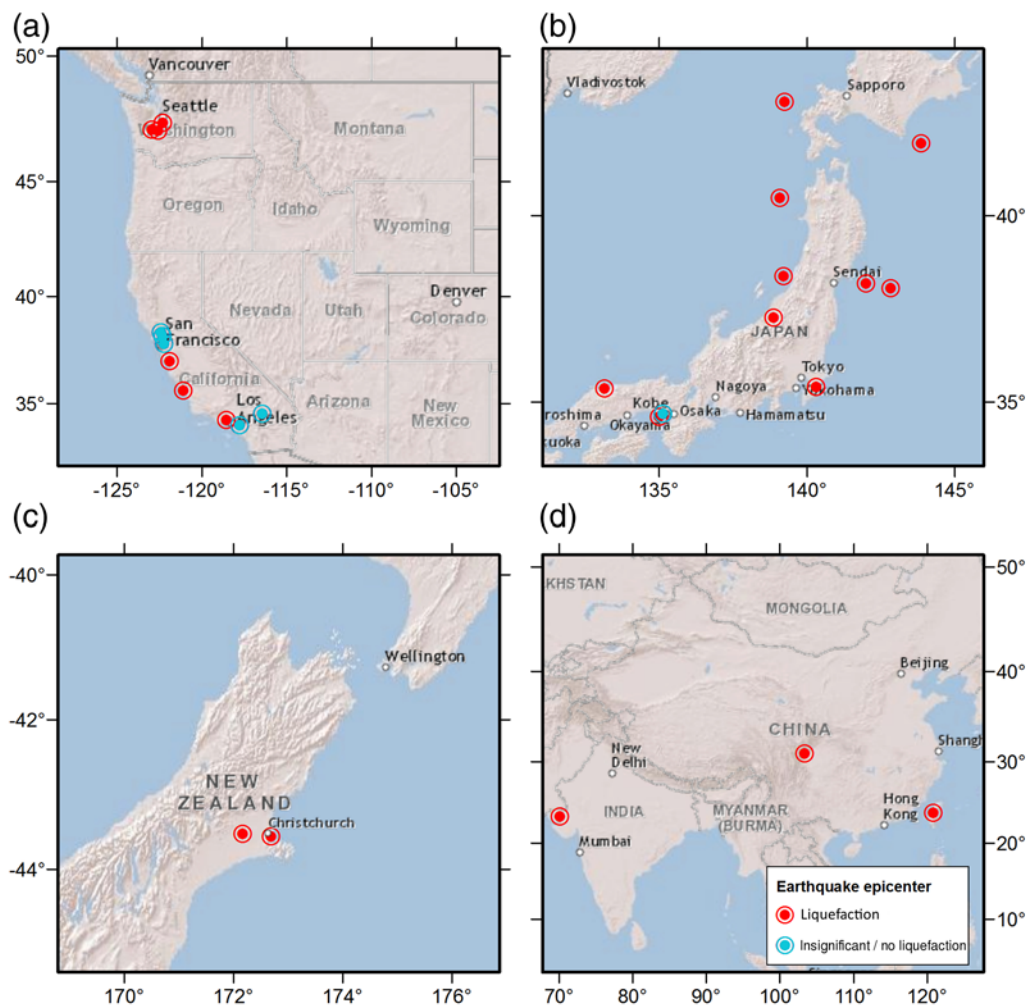 (a)
50°
45°
40°
35°
Vancouver
Seattle
Washington
Montana
Oregon
Idaho
Wyoming
Denver
Colorado
Nevada
Utah
San
Francisco
California
Los
Angeles
Arizona
New
Mexico
-125°
-120°
-115°
-110°
-105°
(b)
Vladivostok
Sapporo
40°
Sendai
JAPAN
Tokyo
Yokohama
Nagoya
Kobe
Osaka
Hamamatsu
iroshima
Okayama
kuoka
35°
135°
140°
145°
(c)
-40°
-42°
-44°
Wellington
NEW
ZEALAND
Christchurch
170°
172°
174°
176°
(d)
KHSTAN
MONGOLIA
50°
Beijing
40°
CHINA
Shangh
New
Delhi
30°
INDIA
MYANMAR
(BURMA)
Hong
Kong
20°
Mumbai
10°
Earthquake epicenter
Liquefaction
Insignificant / no liquefaction
70°
80°
90°
100°
110°
120°